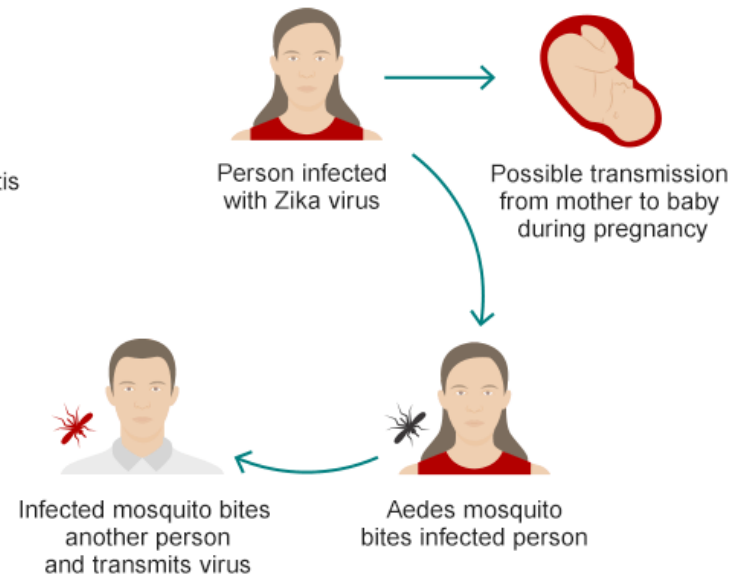 Person infected
with Zika virus
Possible transmission
from mother to baby
during pregnancy
Aedes mosquito
bites infected person
Infected mosquito bites
another person
and transmits virus